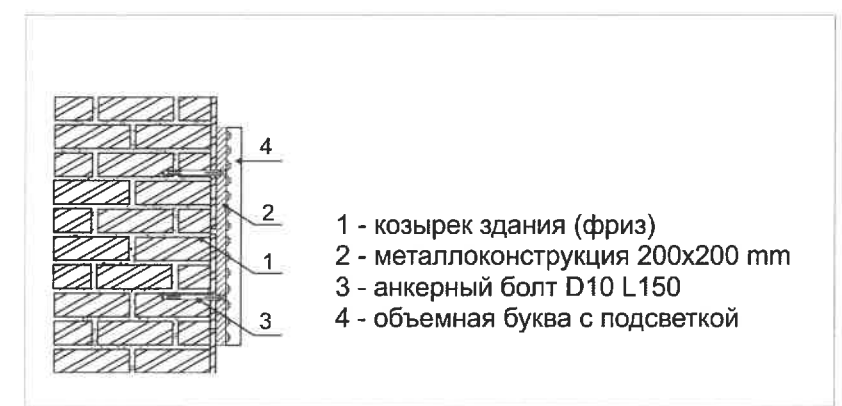 4
2
1
3
1 - козырек здания (фриз)
2 - металлоконструкция 200x200 mm
3 - анкерный болт D10 L150
4 - объемная буква с подсветкой